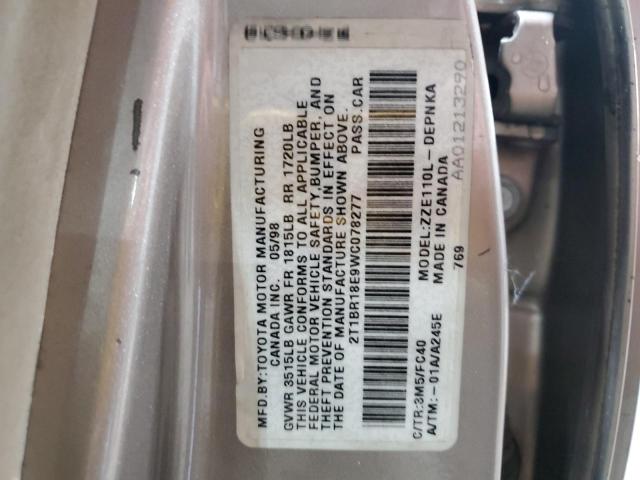 MFD.BY:TOYOTA MOTOR MANUFACTURING
CANADA INC. 05/98
GVWR 3515LB GAWR FR 1815LB RR 1720LB
THIS VEHICLE CONFORMS TO ALL APPLICABLE
FEDERAL MOTOR VEHICLE SAFETY,BUMPER, AND
THEFT PREVENTION STANDARDS IN EFFECT ON
THE DATE OF MANUFACTURE SHOWN ABOVE.
2T1BR18E9WC078277 PASS.CAR
C/TR:3M5/FC40 MODEL:ZZE110L-DEPNKA
A/TM:-01A/A245E MADE IN CANADA
769 AA01213290